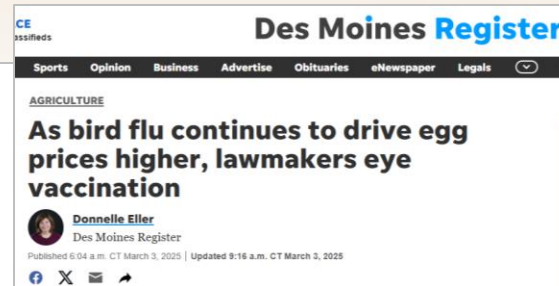 CE
assifieds
Des Moines Register
Sports Opinion Business Advertise Obituaries eNewspaper Legals
AGRICULTURE
As bird flu continues to drive egg
prices higher, lawmakers eye
vaccination
Donnelle Eller
Des Moines Register
Published 6:04 a.m. CT March 3, 2025 | Updated 9:16 a.m. CT March 3, 2025